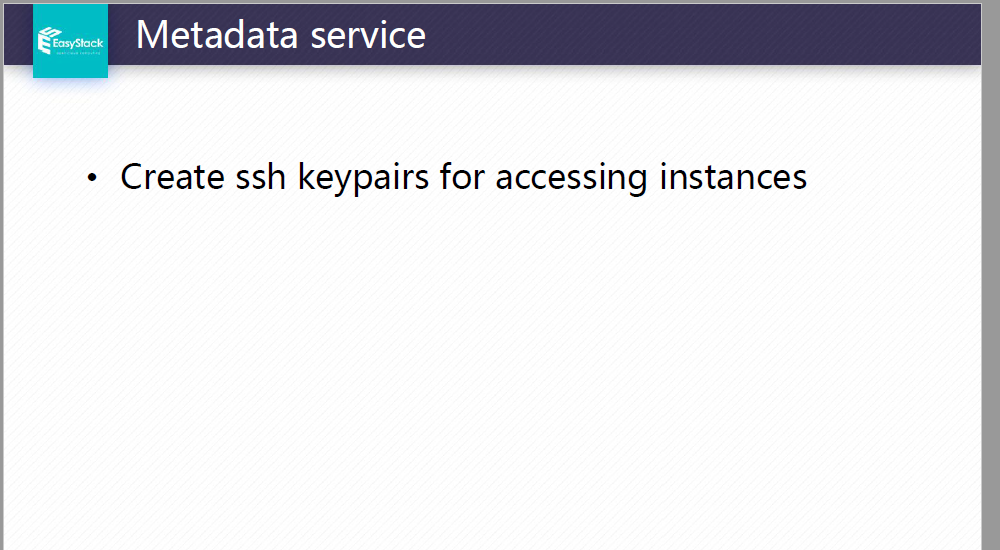 EasyStack
Metadata service
• Create ssh keypairs for accessing instances